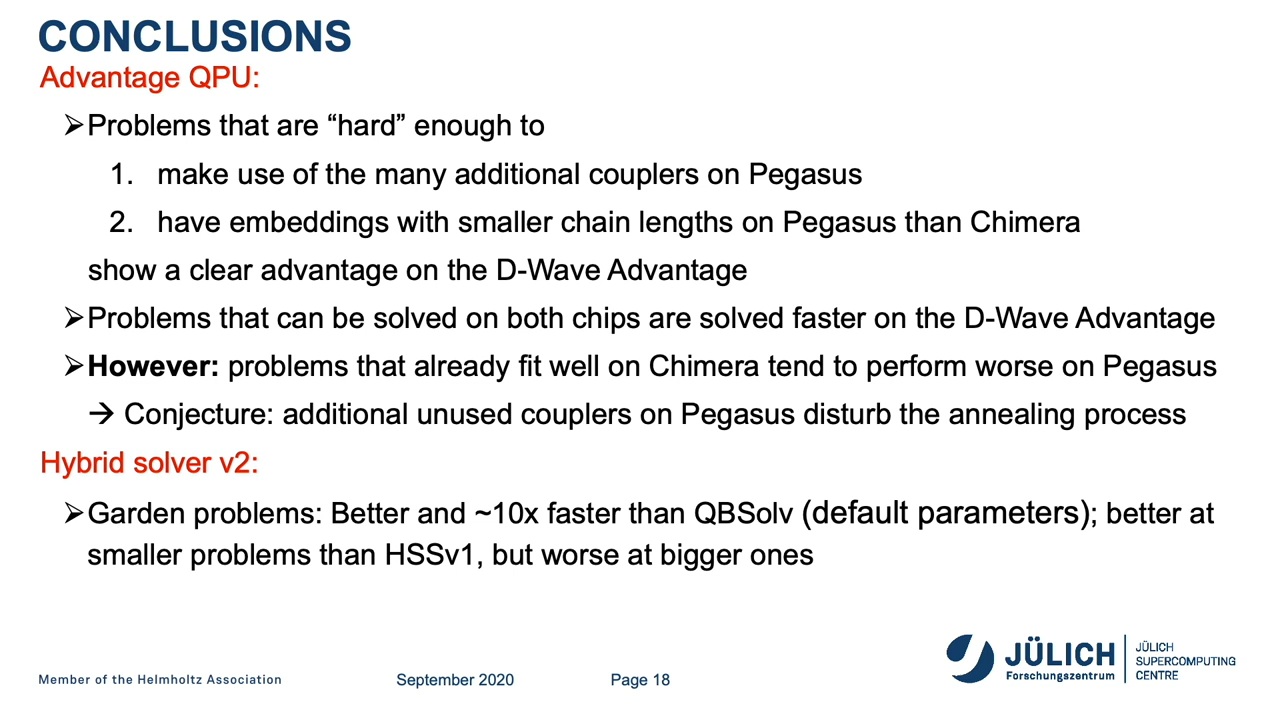 CONCLUSIONS
Advantage QPU:
➢Problems that are “hard” enough to
1. make use of the many additional couplers on Pegasus
2. have embeddings with smaller chain lengths on Pegasus than Chimera
show a clear advantage on the D-Wave Advantage
➢Problems that can be solved on both chips are solved faster on the D-Wave Advantage
➢However: problems that already fit well on Chimera tend to perform worse on Pegasus
→ Conjecture: additional unused couplers on Pegasus disturb the annealing process
Hybrid solver v2:
➢Garden problems: Better and ~10x faster than QBSolv (default parameters); better at
smaller problems than HSSv1, but worse at bigger ones
Member of the Helmholtz Association
September 2020
Page 18
JÜLICH
Forschungszentrum
JÜLICH
SUPERCOMPUTING
CENTRE